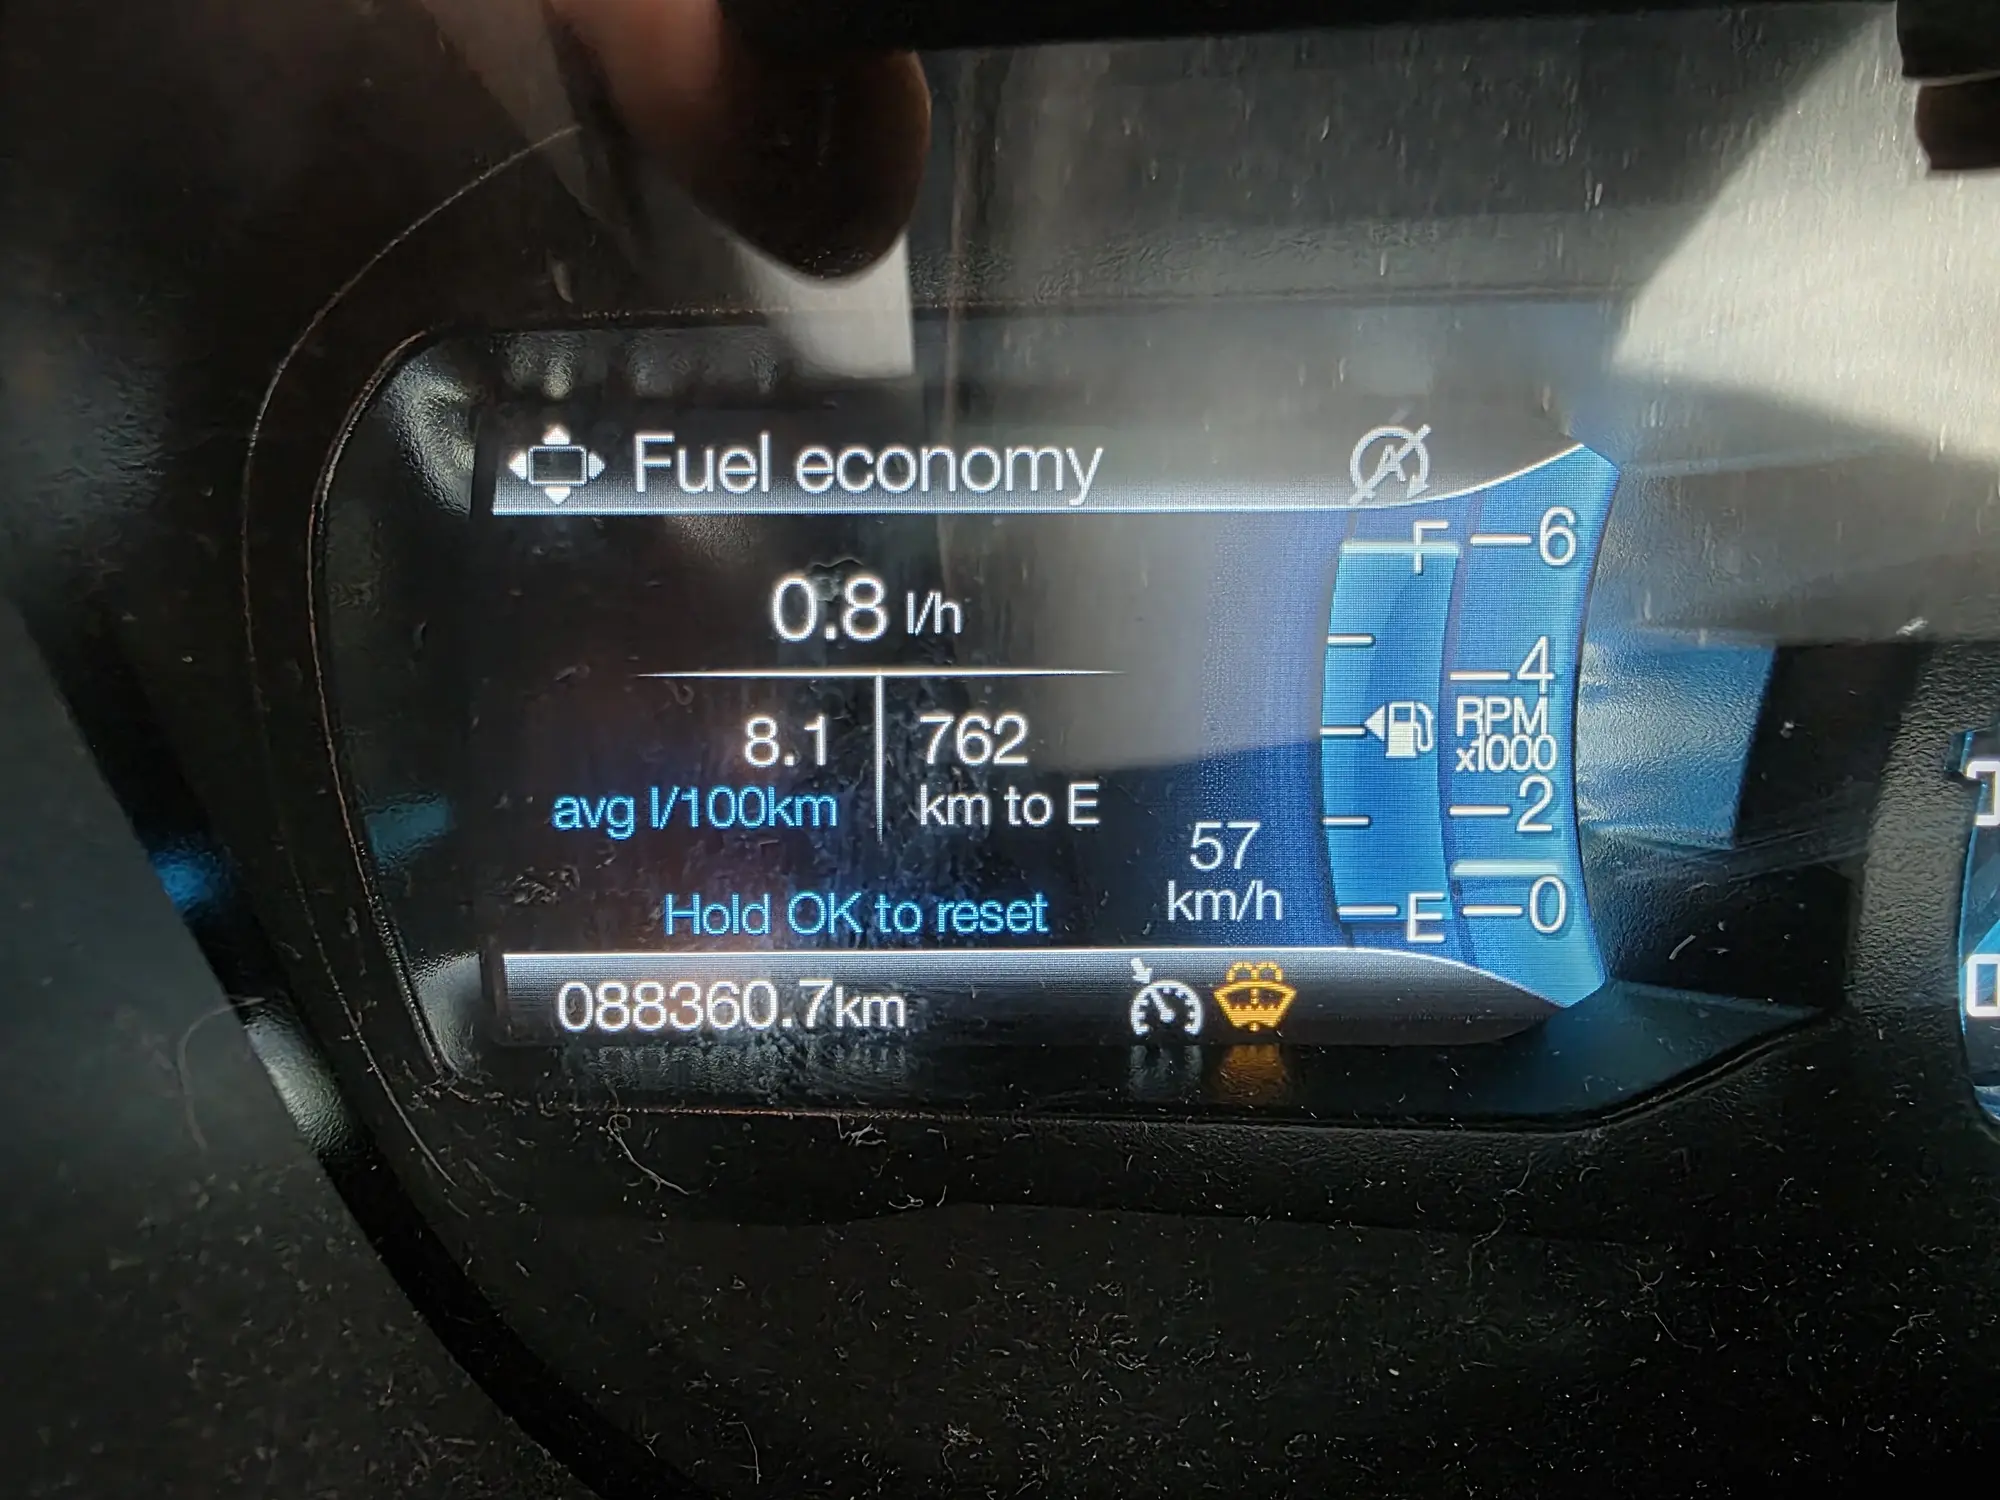 Fuel economy
F
6
0.8 l/h
4
RPM
x1000
8.1
762
avg l/100km
km to E
2
57
km/h
E
0
Hold OK to reset
088360.7km